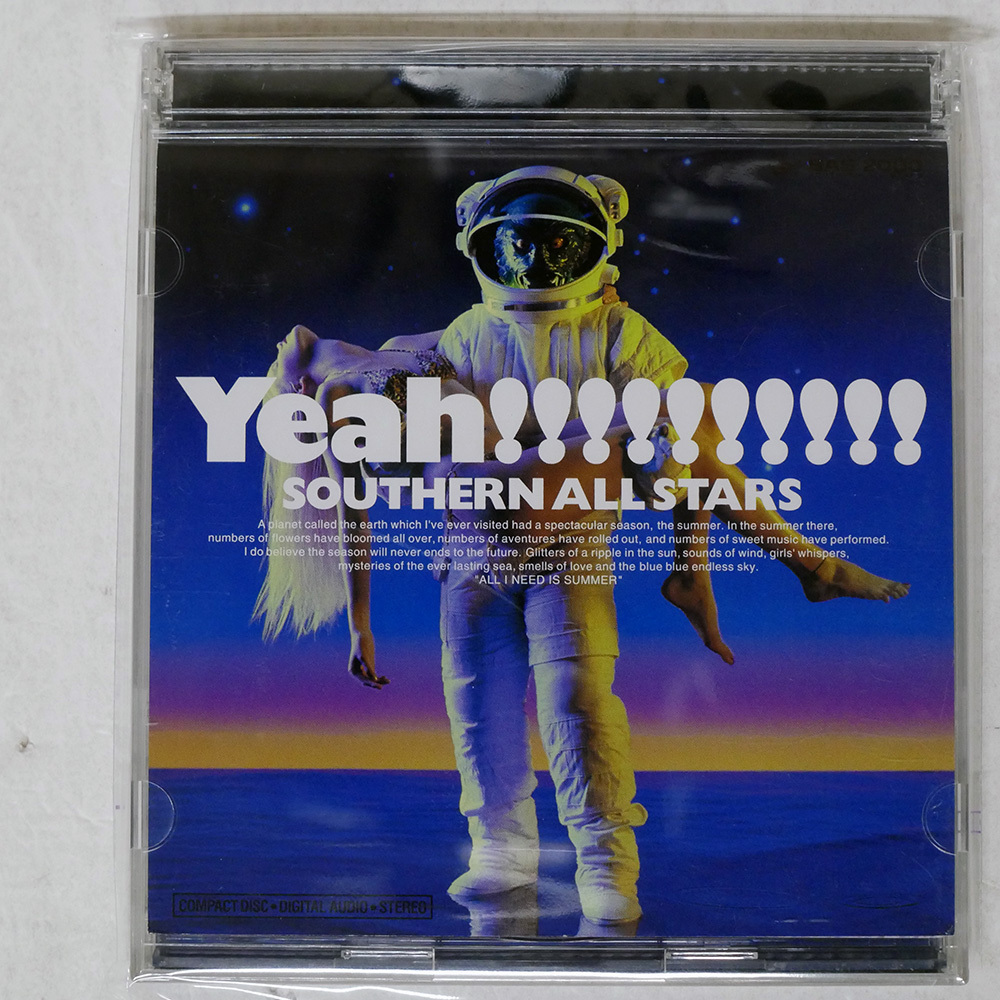 Yeah!!!!!!!!!!
SOUTHERN ALL STARS
A planet called the earth which I've ever visited had a spectacular season, the summer. In the summer there,
numbers of flowers have bloomed all over, numbers of aventures have rolled out, and numbers of sweet music have performed.
I do believe the season will never ends to the future. Glitters of a ripple in the sun, sounds of wind, girls' whispers,
mysteries of the ever lasting sea, smells of love and the blue blue endless sky.
"ALL I NEED IS SUMMER"
COMPACT DISC • DIGITAL AUDIO • STEREO